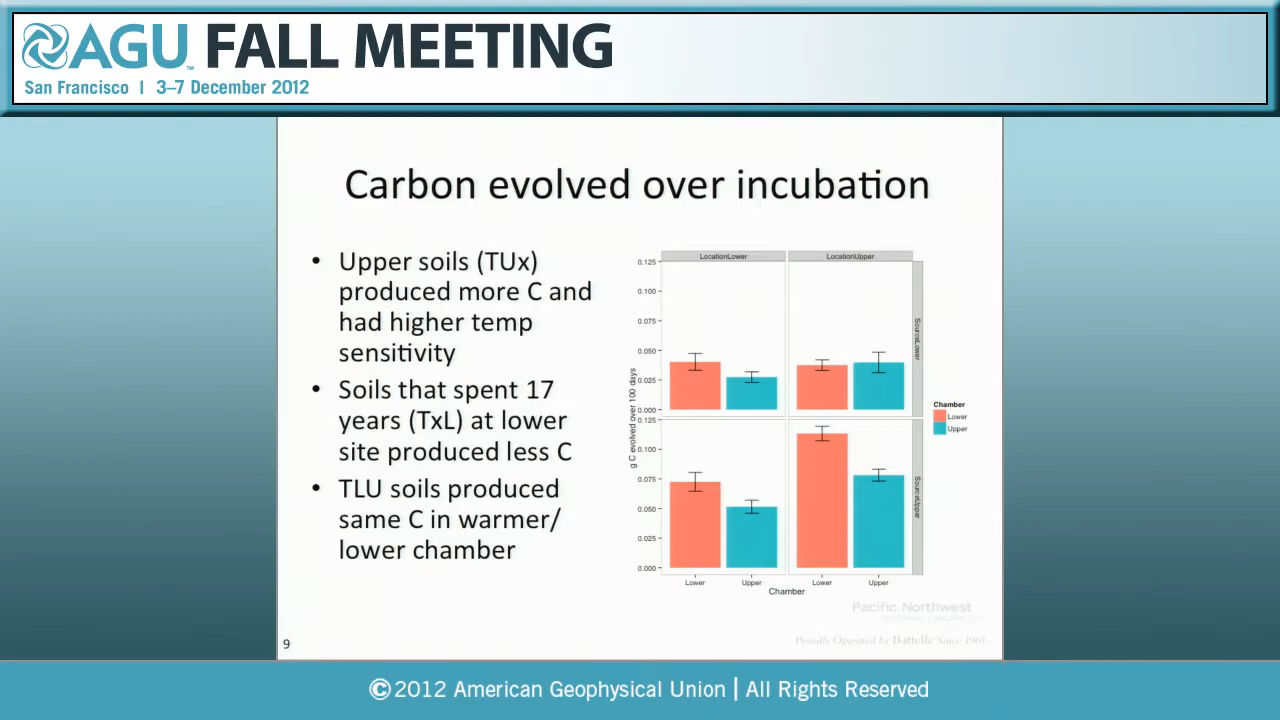 AGU™ FALL MEETING
San Francisco | 3–7 December 2012
Carbon evolved over incubation
• Upper soils (TUx)
produced more C and
had higher temp
sensitivity
• Soils that spent 17
years (TxL) at lower
site produced less C
• TLU soils produced
same C in warmer/
lower chamber
LocationLower
LocationUpper
0.125
0.100
0.075
0.050
0.025
0.000
SourceLower
0.125
0.100
0.075
0.050
0.025
0.000
SourceUpper
g C evolved over 100 days
Lower
Upper
Lower
Upper
Chamber
Chamber
Lower
Upper
Pacific Northwest
Proudly Operated by Battelle Since 1965
9
©2012 American Geophysical Union | All Rights Reserved